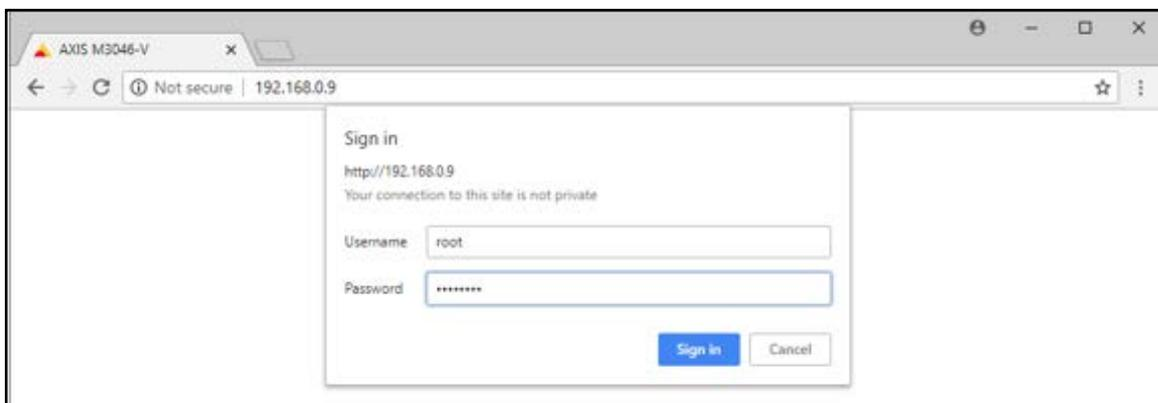 AXIS M3046-V
Not secure | 192.168.0.9
Sign in
http://192.168.0.9
Your connection to this site is not private
Username root
Password ••••••••
Sign in Cancel